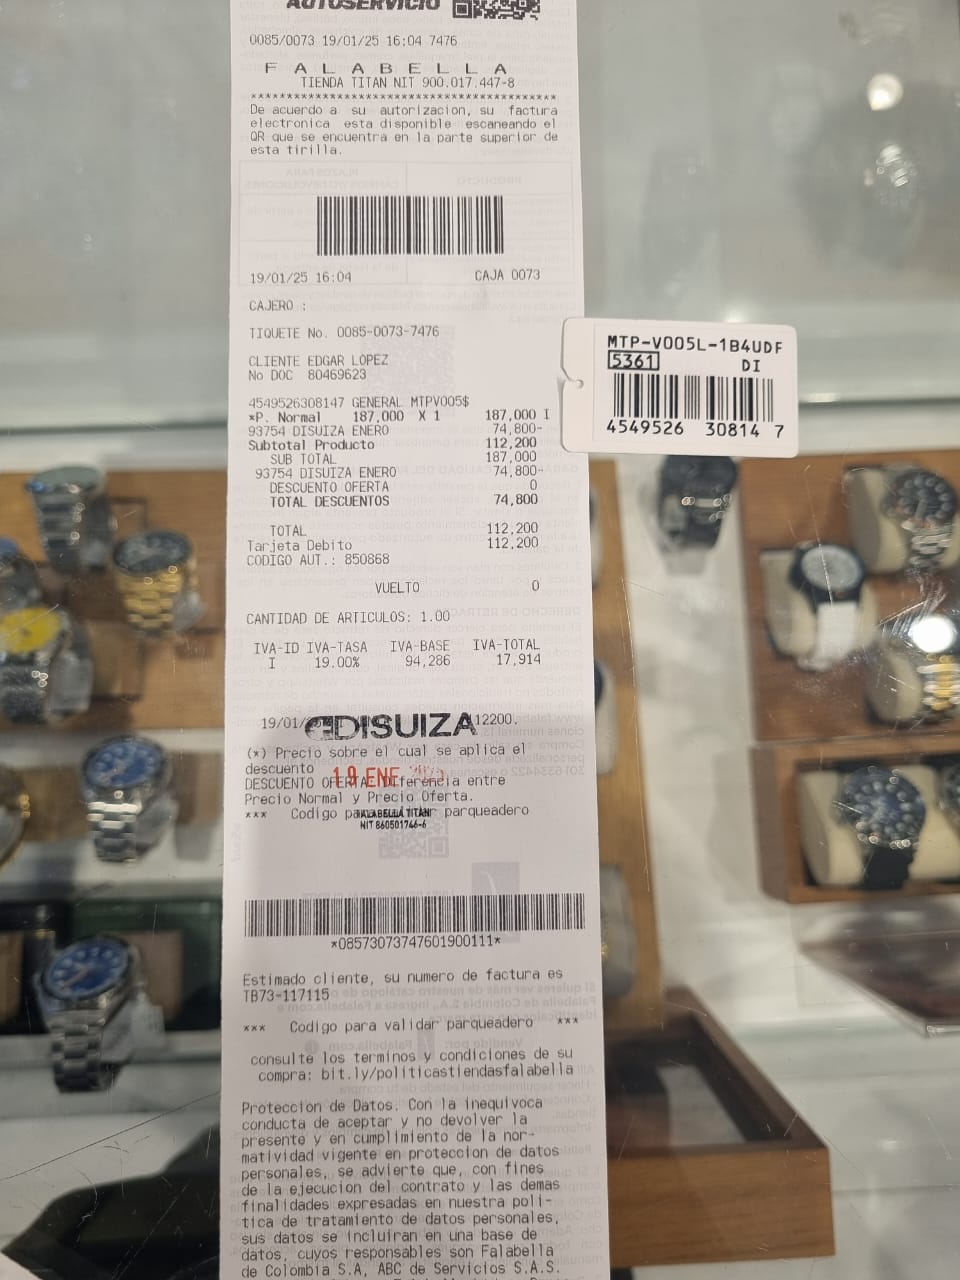 AUTOSERVICIO
0085/0073 19/01/25 16:04 7476
F A L A B E L L A
TIENDA TITAN NIT 900.017.447-8
********************************************
De acuerdo a su autorizacion, su factura
electronica esta disponible escaneando el
QR que se encuentra en la parte superior de
esta tirilla.
19/01/25 16:04 CAJA 0073
CAJERO :
TIQUETE No. 0085-0073-7476
CLIENTE EDGAR LOPEZ
No DOC 80469623
4549526308147 GENERAL MTPV005$
*P. Normal 187,000 X 1 187,000 I
93754 DISUIZA ENERO 74,800-
Subtotal Producto 112,200
SUB TOTAL 187,000
93754 DISUIZA ENERO 74,800-
DESCUENTO OFERTA 0
TOTAL DESCUENTOS 74,800
TOTAL 112,200
Tarjeta Debito 112,200
CODIGO AUT.: 850868
VUELTO 0
CANTIDAD DE ARTICULOS: 1.00
IVA-ID IVA-TASA IVA-BASE IVA-TOTAL
I 19.00% 94,286 17,914
19/01/ DISUIZA 12200.
(*) Precio sobre el cual se aplica el
descuento
19 ENE
DESCUENTO OFERTA: Diferencia entre
Precio Normal y Precio Oferta.
*** Codigo parqueadero
FALABELLA TITAN
NIT 860501746-6
*08573073747601900111*
Estimado cliente, su numero de factura es
TB73-117115
*** Codigo para validar parqueadero ***
consulte los terminos y condiciones de su
compra: bit.ly/politicastiendasfalabella
Proteccion de Datos. Con la inequivoca
conducta de aceptar y no devolver la
presente y en cumplimiento de la nor-
matividad vigente en proteccion de datos
personales, se advierte que, con fines
de la ejecucion del contrato y las demas
finalidades expresadas en nuestra poli-
tica de tratamiento de datos personales,
sus datos se incluiran en una base de
datos, cuyos responsables son Falabella
de Colombia S.A, ABC de Servicios S.A.S.
MTP-V005L-1B4UDF
5361 DI
4549526 30814 7